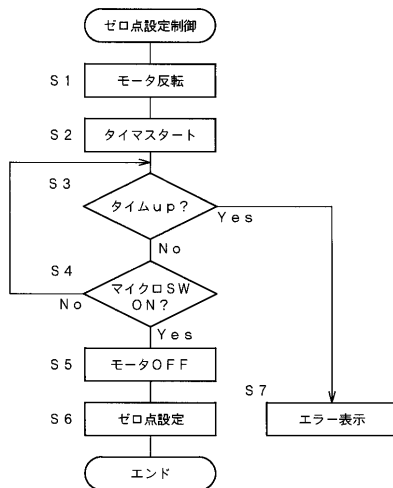 ゼロ点設定制御
S1
モータ反転
S2
タイマスタート
S3
タイムup?
Yes
No
S4
マイクロSW
ON?
No
Yes
S5
モータOFF
S7
S6
ゼロ点設定
エラー表示
エンド